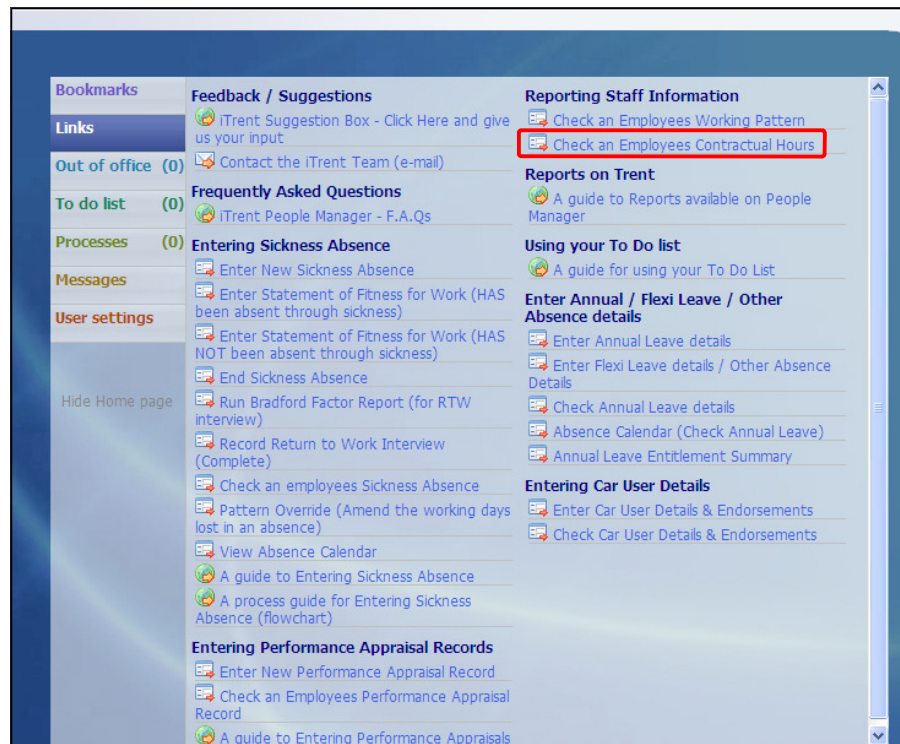 Bookmarks
Links
Out of office (0)
To do list (0)
Processes (0)
Messages
User settings
Hide Home page
Feedback / Suggestions
iTrent Suggestion Box - Click Here and give
us your input
Contact the iTrent Team (e-mail)
Frequently Asked Questions
iTrent People Manager - F.A.Qs
Entering Sickness Absence
Enter New Sickness Absence
Enter Statement of Fitness for Work (HAS
been absent through sickness)
Enter Statement of Fitness for Work (HAS
NOT been absent through sickness)
End Sickness Absence
Run Bradford Factor Report (for RTW
interview)
Record Return to Work Interview
(Complete)
Check an employees Sickness Absence
Pattern Override (Amend the working days
lost in an absence)
View Absence Calendar
A guide to Entering Sickness Absence
A process guide for Entering Sickness
Absence (flowchart)
Entering Performance Appraisal Records
Enter New Performance Appraisal Record
Check an Employees Performance Appraisal
Record
A guide to Entering Performance Appraisals
Reporting Staff Information
Check an Employees Working Pattern
Check an Employees Contractual Hours
Reports on Trent
A guide to Reports available on People
Manager
Using your To Do list
A guide for using your To Do List
Enter Annual / Flexi Leave / Other
Absence details
Enter Annual Leave details
Enter Flexi Leave details / Other Absence
Details
Check Annual Leave details
Absence Calendar (Check Annual Leave)
Annual Leave Entitlement Summary
Entering Car User Details
Enter Car User Details & Endorsements
Check Car User Details & Endorsements